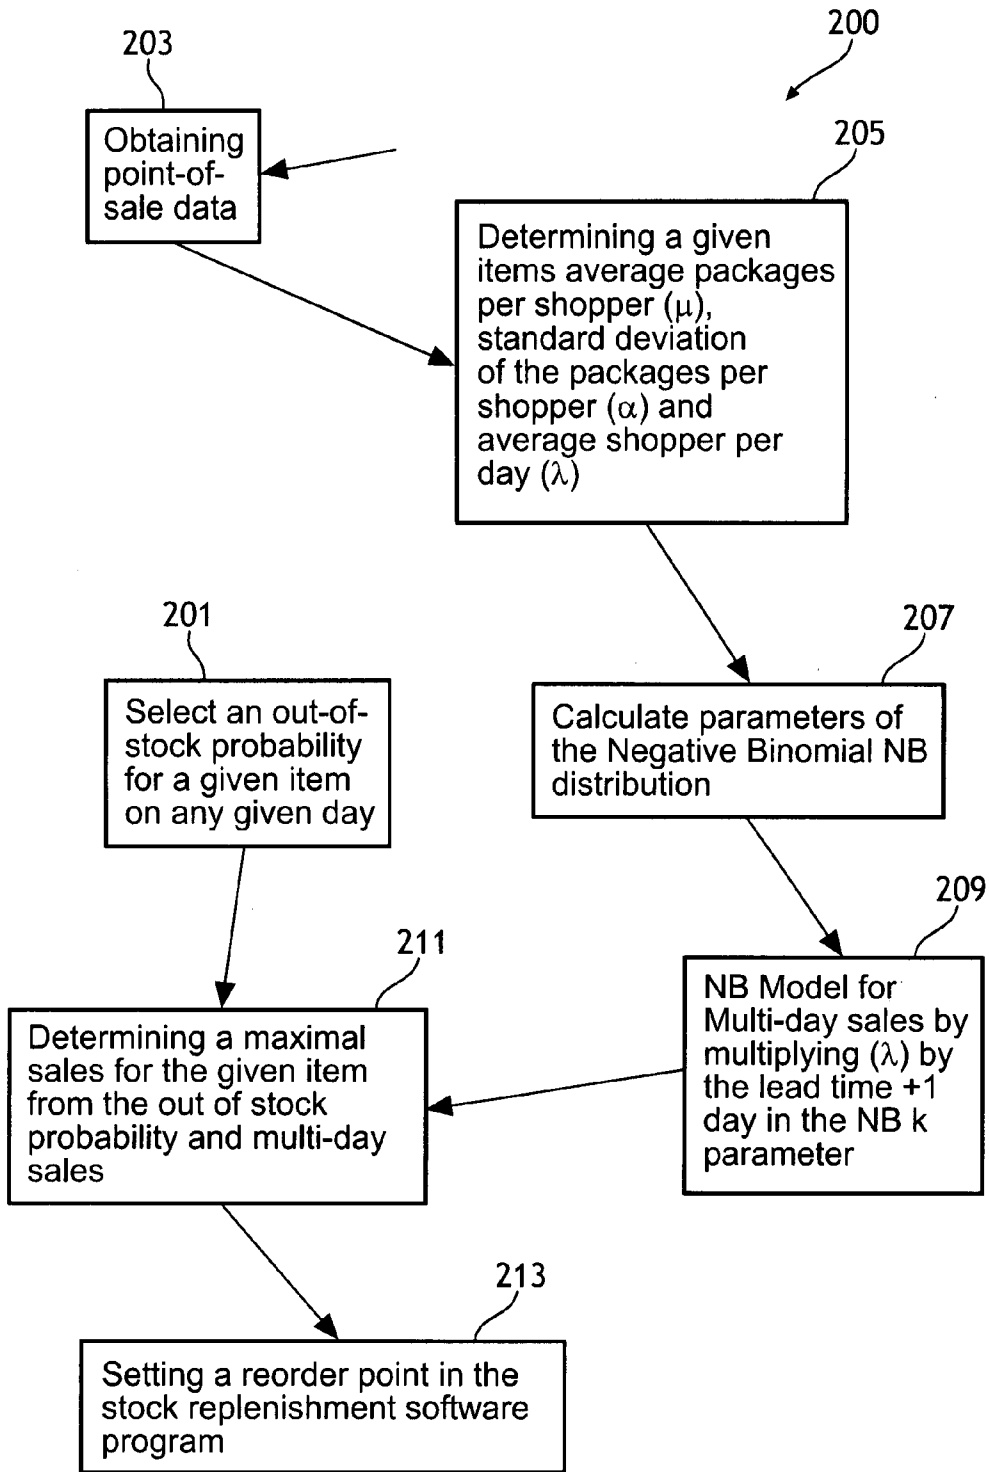 200
203
Obtaining
point-of-
sale data
205
Determining a given
items average packages
per shopper (μ),
standard deviation
of the packages per
shopper (α) and
average shopper per
day (λ)
201
Select an out-of-
stock probability
for a given item
on any given day
207
Calculate parameters of
the Negative Binomial NB
distribution
209
NB Model for
Multi-day sales by
multiplying (λ) by
the lead time +1
day in the NB k
parameter
211
Determining a maximal
sales for the given item
from the out of stock
probability and multi-day
sales
213
Setting a reorder point in the
stock replenishment software
program